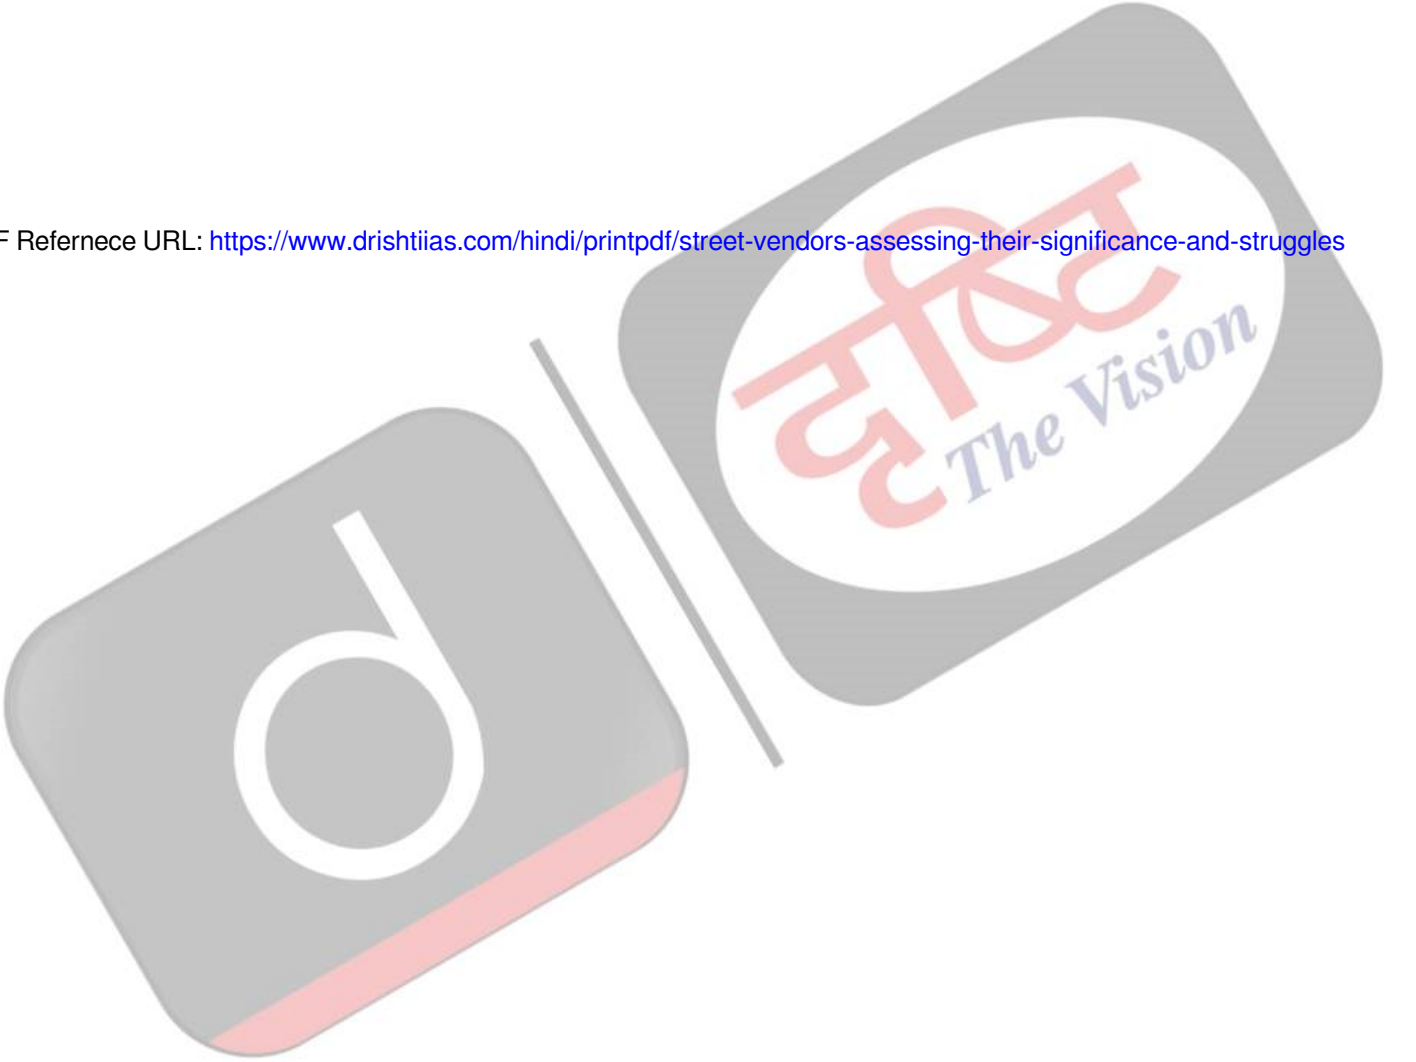 F Refernece URL: https://www.drishtiias.com/hindi/printpdf/street-vendors-assessing-their-significance-and-struggles
दृष्टि
The Vision
d